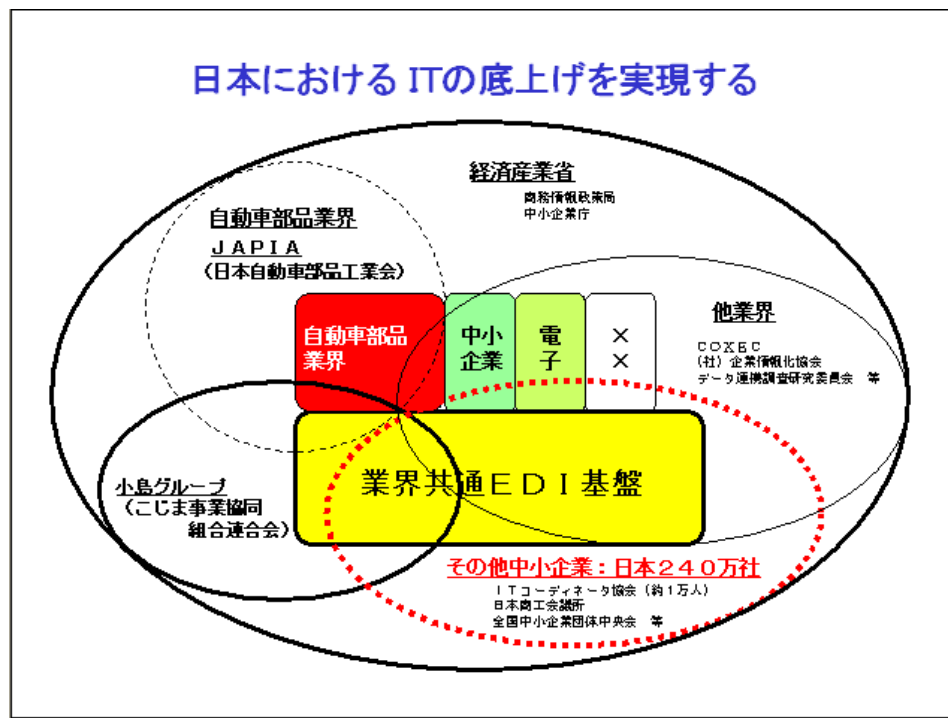 日本における ITの底上げを実現する
経済産業省
商務情報政策局
中小企業庁
自動車部品業界
ＪＡＰＩＡ
（日本自動車部品工業会）
自動車部品
業界
中小
企業
電
子
×
×
他業界
ＣＯＸＥＣ
（社）企業情報化協会
データ連携調査研究委員会　等
業界共通ＥＤＩ基盤
小島グループ
（こじま事業協同
組合連合会）
その他中小企業：日本２４０万社
ＩＴコーディネータ協会（約１万人）
日本商工会議所
全国中小企業団体中央会　等